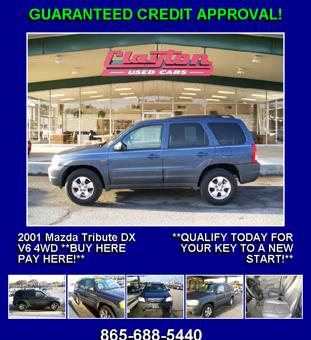 GUARANTEED CREDIT APPROVAL!
Clayton
USED CARS
2001 Mazda Tribute DX
V6 4WD **BUY HERE
PAY HERE!**
**QUALIFY TODAY FOR
YOUR KEY TO A NEW
START!**
865-688-5440